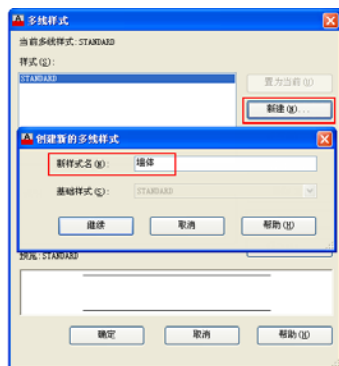 多线样式
当前多线样式: STANDARD
样式(S):
STANDARD
置为当前(U)
新建(N)...
创建新的多线样式
新样式名(N): 墙体
基础样式(S): STANDARD
继续 取消 帮助(H)
预览: STANDARD
确定 取消 帮助(H)